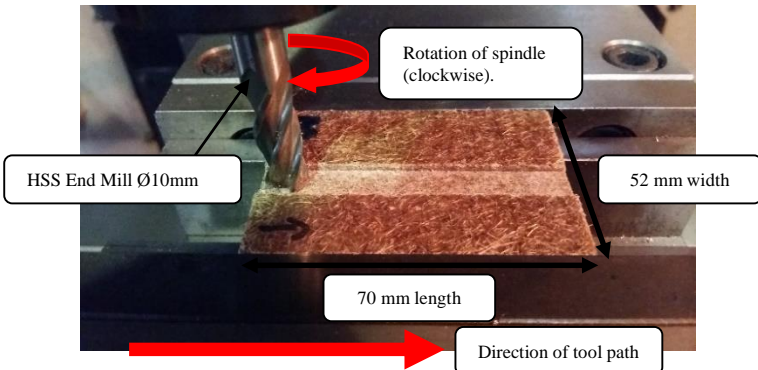 Rotation of spindle
(clockwise).
HSS End Mill Ø10mm
52 mm width
70 mm length
Direction of tool path